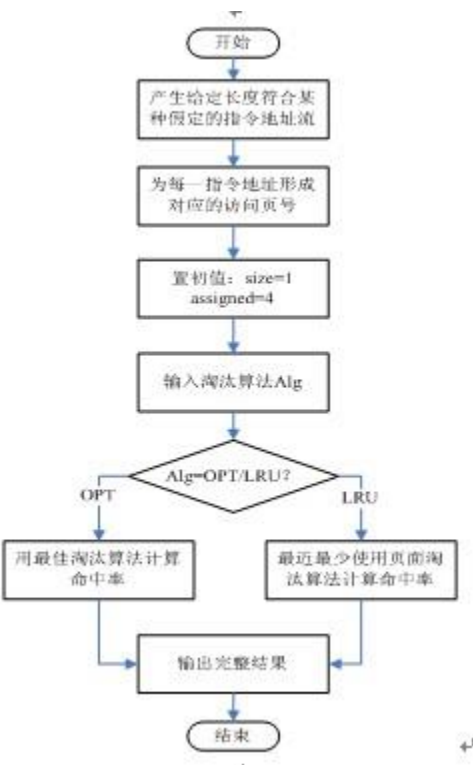 开始
产生给定长度符合某
种假定的指令地址流
为每一指令地址形成
对应的访问页号
置初值：size=1
assigned=4
输入淘汰算法Alg
Alg=OPT/LRU?
OPT
LRU
用最佳淘汰算法计算
命中率
最近最少使用页面淘
汰算法计算命中率
输出完整结果
结束